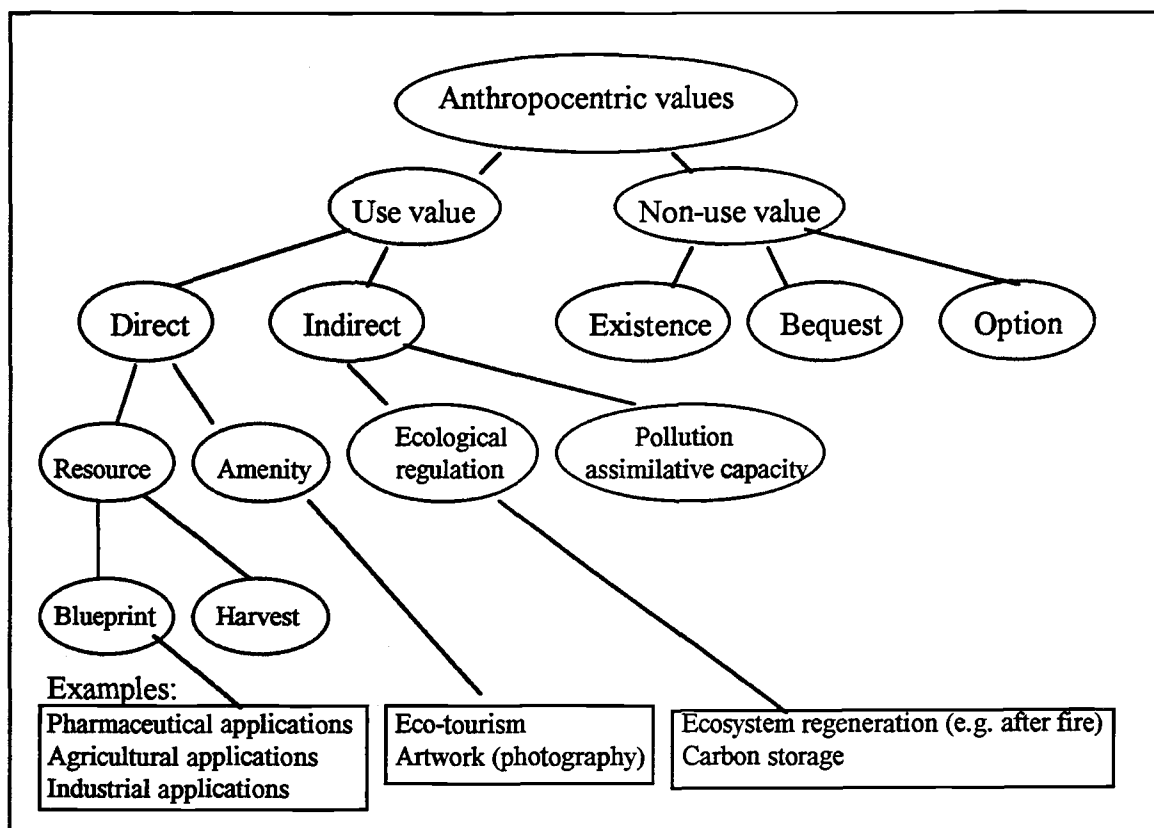 Anthropocentric values
Use value
Non-use value
Direct
Indirect
Existence
Bequest
Option
Resource
Amenity
Ecological
regulation
Pollution
assimilative capacity
Blueprint
Harvest
Examples:
Pharmaceutical applications
Agricultural applications
Industrial applications
Eco-tourism
Artwork (photography)
Ecosystem regeneration (e.g. after fire)
Carbon storage